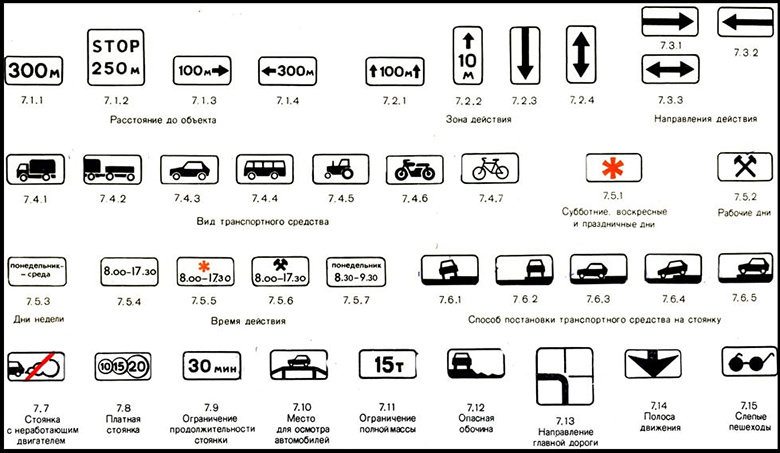 300 м
STOP
250 м
100 м
300 м
100 м
10
м
7.1.1
7.1.2
7.1.3
7.1.4
7.2.1
7.2.2
7.2.3
7.2.4
7.3.1
7.3.2
7.3.3
Расстояние до объекта
Зона действия
Направления действия
7.4.1
7.4.2
7.4.3
7.4.4
7.4.5
7.4.6
7.4.7
7.5.1
7.5.2
Вид транспортного средства
Субботние, воскресные
и праздничные дни
Рабочие дни
понедельник-
-среда
8.00-17.30
8.00-17.30
8.00-17.30
понедельник
8.30-9.30
7.5.3
7.5.4
7.5.5
7.5.6
7.5.7
7.6.1
7.6.2
7.6.3
7.6.4
7.6.5
Дни недели
Время действия
Способ постановки транспортного средства на стоянку
10 15 20
30 мин
15т
7.7
Стоянка
с неработающим
двигателем
7.8
Платная
стоянка
7.9
Ограничение
продолжительности
стоянки
7.10
Место
для осмотра
автомобилей
7.11
Ограничение
полной массы
7.12
Опасная
обочина
7.13
Направление
главной дороги
7.14
Полоса
движения
7.15
Слепые
пешеходы